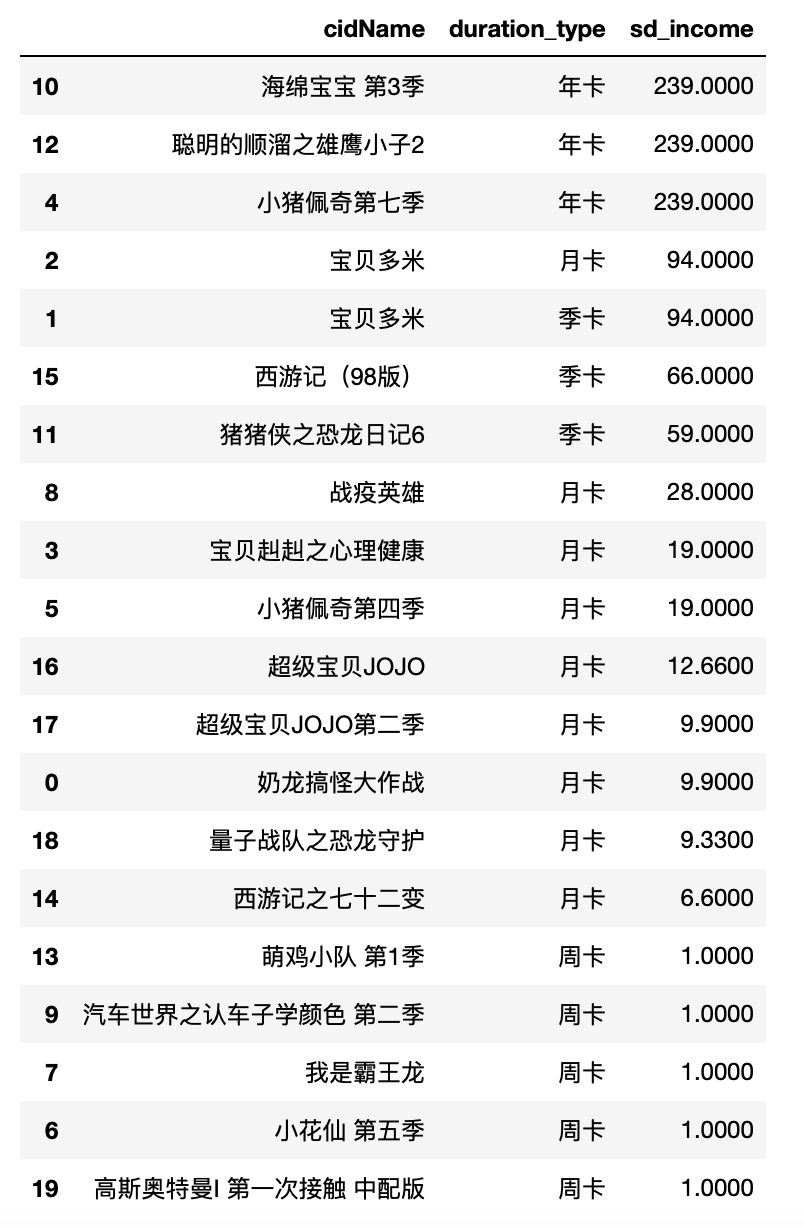 cidName duration_type sd_income
10 海绵宝宝 第3季 年卡 239.0000
12 聪明的顺溜之雄鹰小子2 年卡 239.0000
4 小猪佩奇第七季 年卡 239.0000
2 宝贝多米 月卡 94.0000
1 宝贝多米 季卡 94.0000
15 西游记（98版） 季卡 66.0000
11 猪猪侠之恐龙日记6 季卡 59.0000
8 战疫英雄 月卡 28.0000
3 宝贝赳赳之心理健康 月卡 19.0000
5 小猪佩奇第四季 月卡 19.0000
16 超级宝贝JOJO 月卡 12.6600
17 超级宝贝JOJO第二季 月卡 9.9000
0 奶龙搞怪大作战 月卡 9.9000
18 量子战队之恐龙守护 月卡 9.3300
14 西游记之七十二变 月卡 6.6000
13 萌鸡小队 第1季 周卡 1.0000
9 汽车世界之认车子学颜色 第二季 周卡 1.0000
7 我是霸王龙 周卡 1.0000
6 小花仙 第五季 周卡 1.0000
19 高斯奥特曼I 第一次接触 中配版 周卡 1.0000